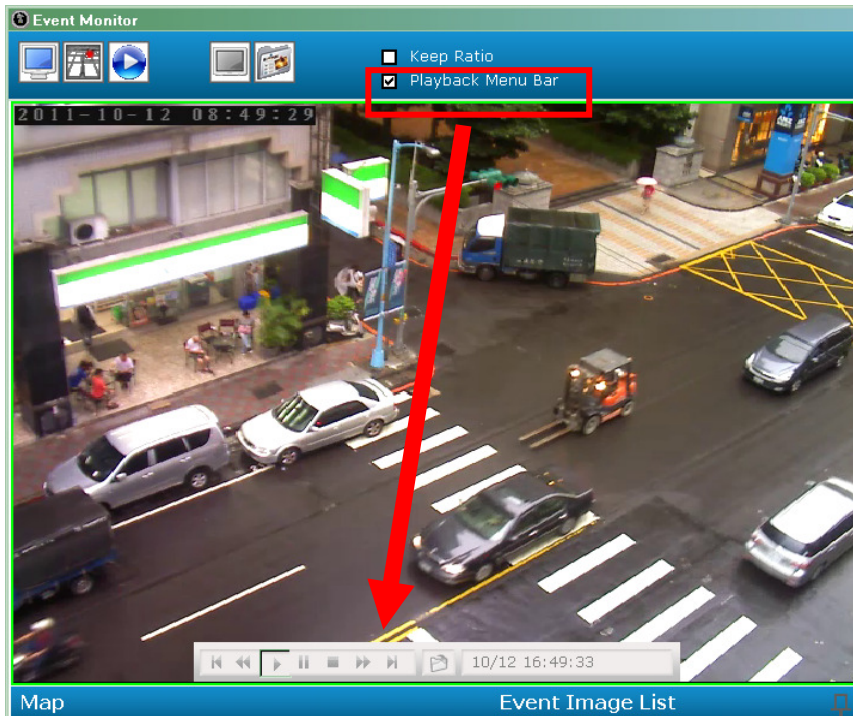 Event Monitor
Keep Ratio
Playback Menu Bar
2011-10-12 08:49:29
10/12 16:49:33
Map
Event Image List